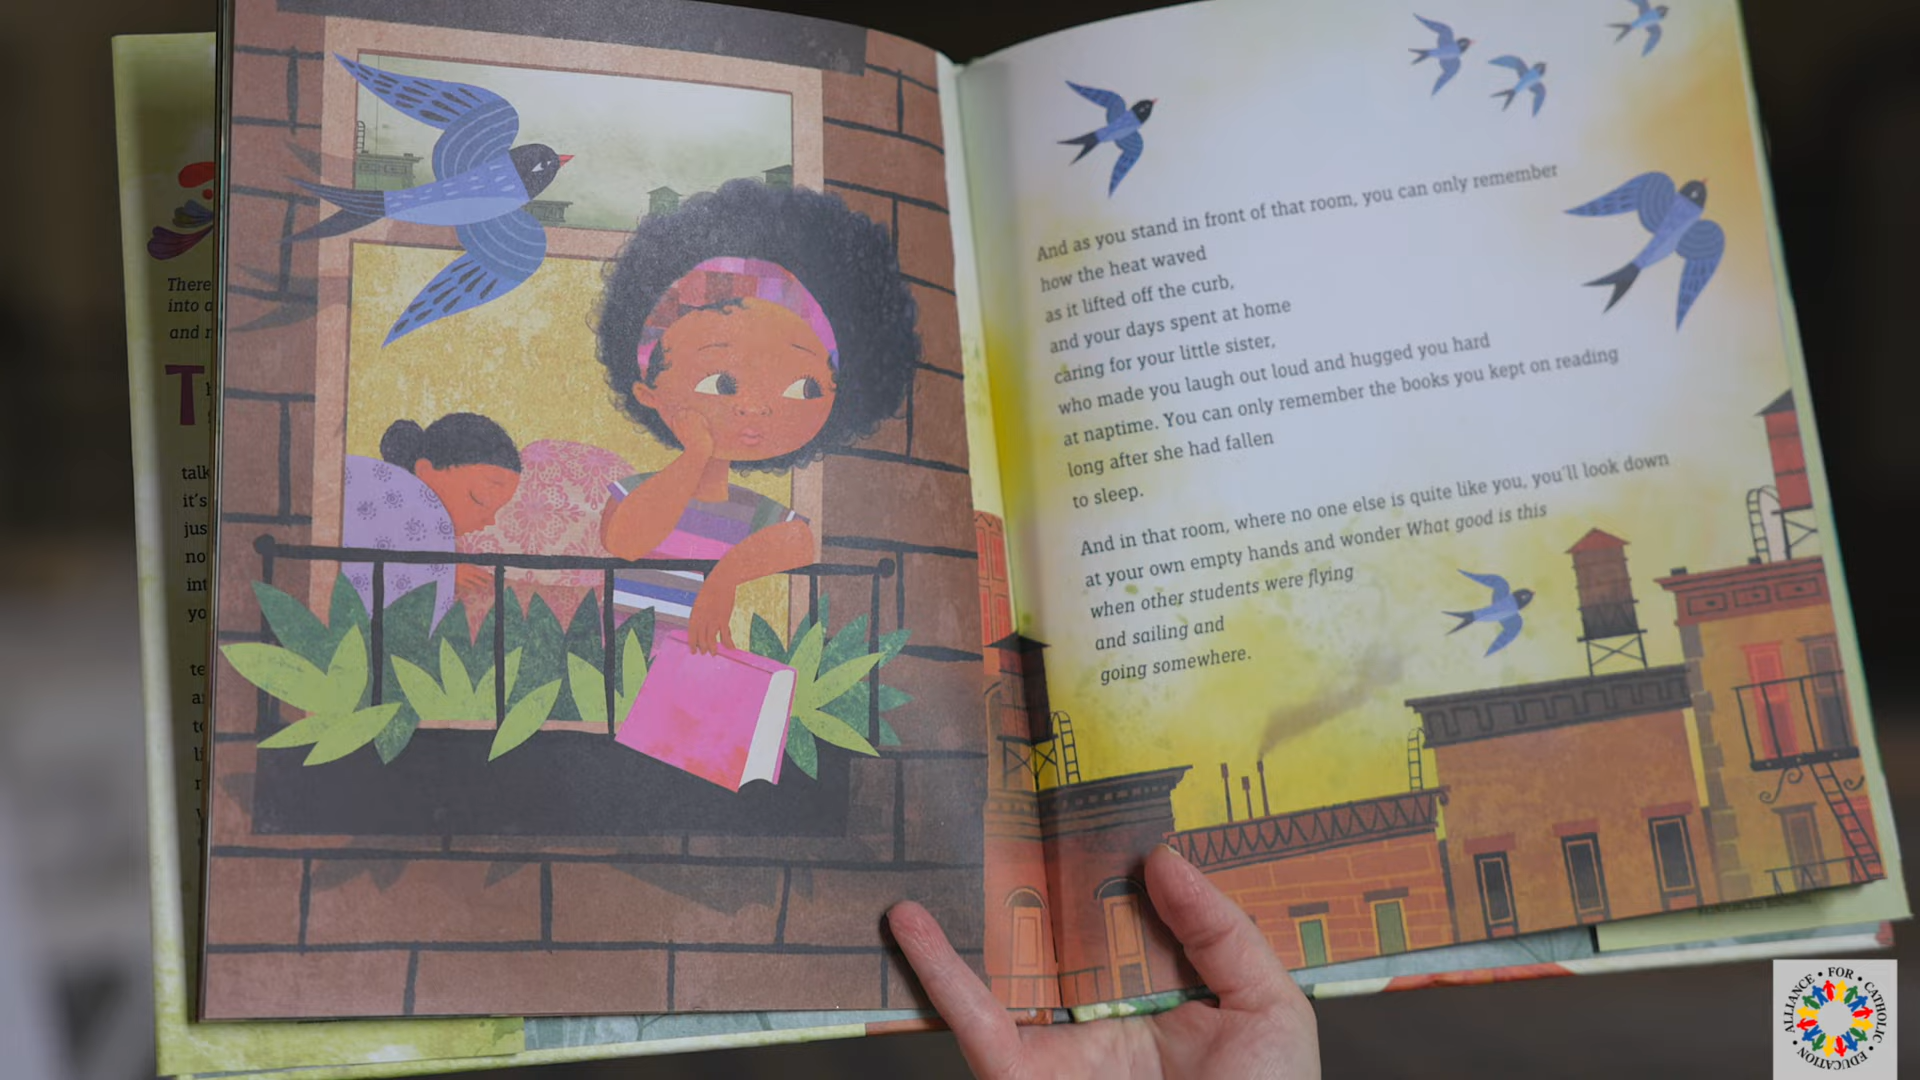 There
into a
and r
T
talk
it's
jus
no
int
yo
te
And as you stand in front of that room, you can only remember
how the heat waved
as it lifted off the curb,
and your days spent at home
caring for your little sister,
who made you laugh out loud and hugged you hard
at naptime. You can only remember the books you kept on reading
long after she had fallen
to sleep.
And in that room, where no one else is quite like you, you'll look down
at your own empty hands and wonder What good is this
when other students were flying
and sailing and
going somewhere.
ALLIANCE • FOR • CATHOLIC • EDUCATION •